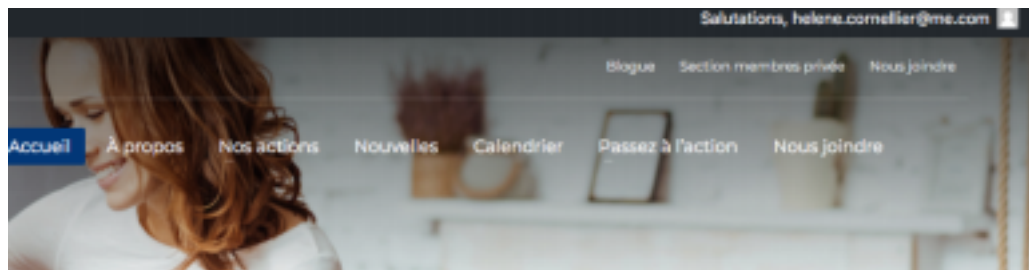 Salutations, helene.cornellier@me.com
Blogue Section membres privée Nous joindre
Accueil À propos Nos actions Nouvelles Calendrier Passez à l'action Nous joindre